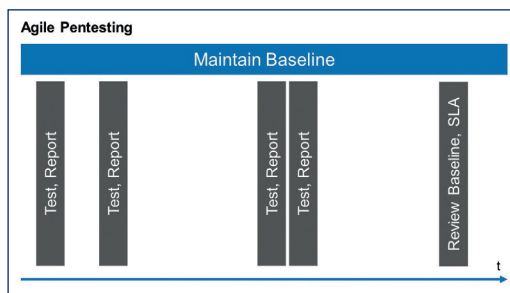 Agile Pentesting
Maintain Baseline
Test, Report
Test, Report
Test, Report
Test, Report
Review Baseline, SLA
t